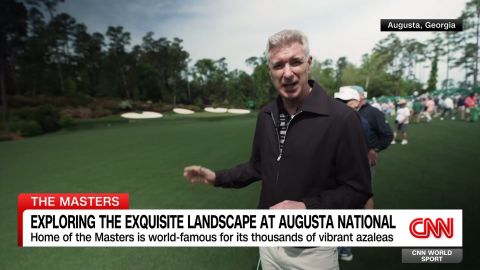 Augusta, Georgia
THE MASTERS
EXPLORING THE EXQUISITE LANDSCAPE AT AUGUSTA NATIONAL
Home of the Masters is world-famous for its thousands of vibrant azaleas
CNN
CNN WORLD
SPORT